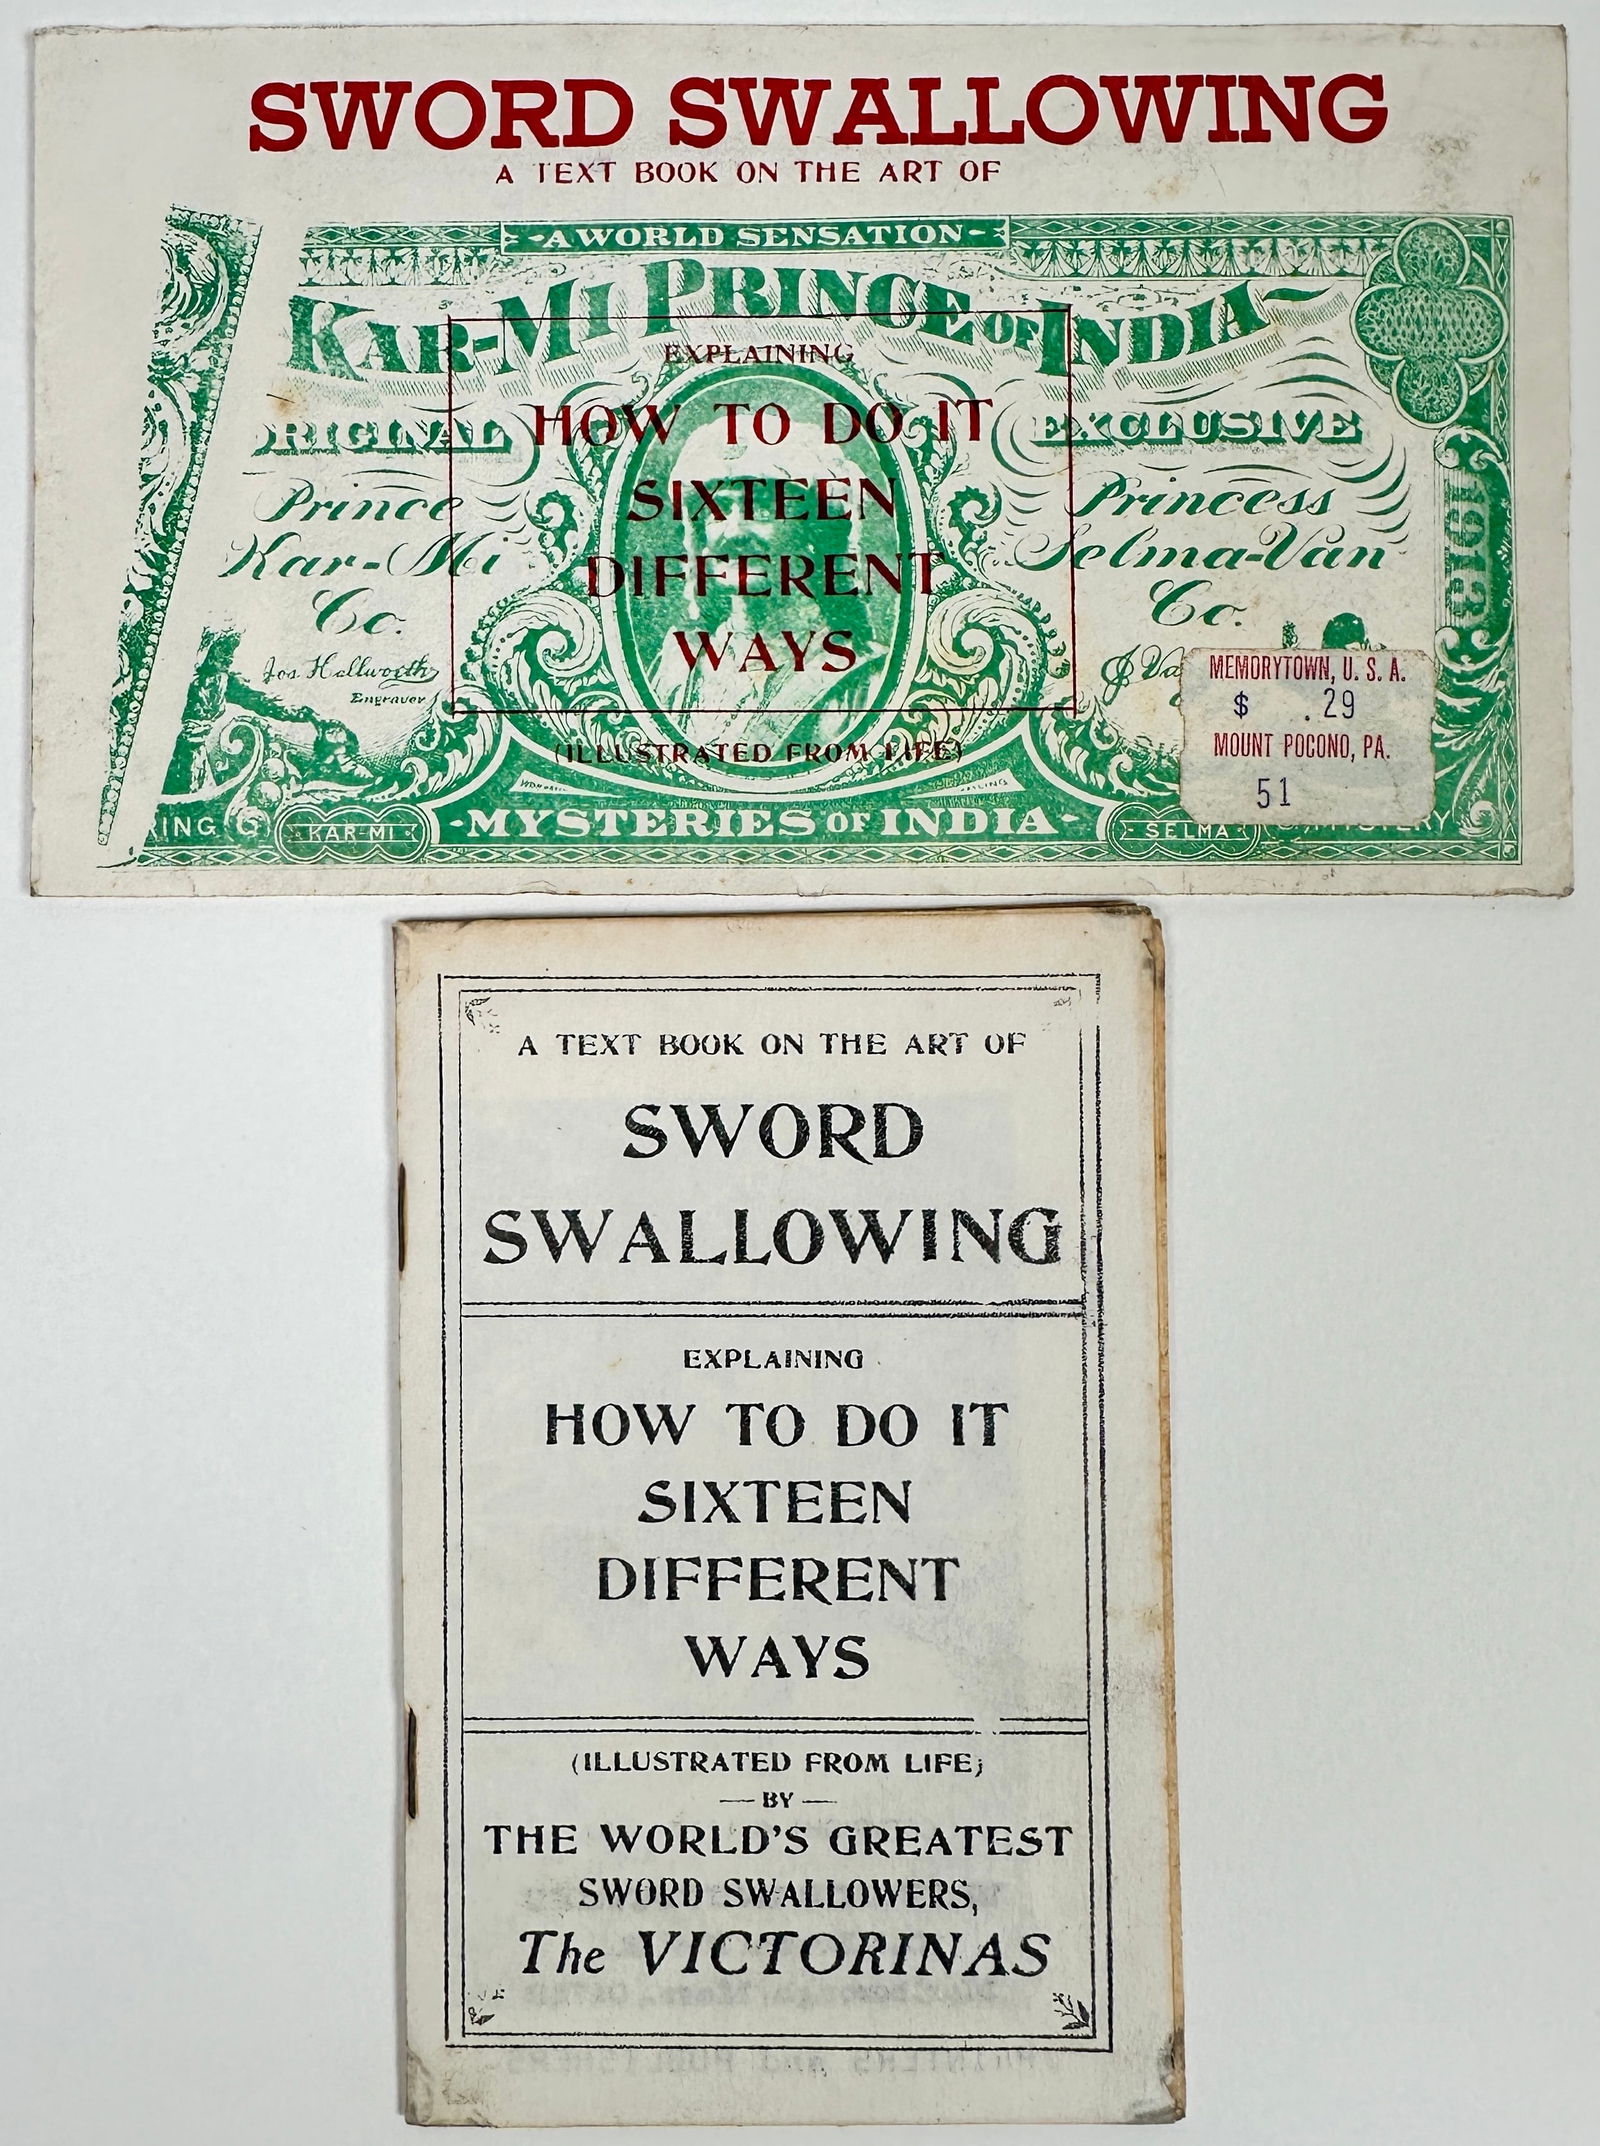 SWORD SWALLOWING
A TEXT BOOK ON THE ART OF
-A WORLD SENSATION-
KAR-MI PRINCE OF INDIA
EXPLAINING
HOW TO DO IT
SIXTEEN
DIFFERENT
WAYS
(ILLUSTRATED FROM LIFE)
RIGINAL
Prince
Kar-Mi
Co.
Jos Hallworth
Engraver
EXCLUSIVE
Princess
Selma-Van
Co.
1913
MEMORYTOWN, U. S. A.
$ .29
MOUNT POCONO, PA.
51
KAR-MI
-MYSTERIES OF INDIA-
SELMA
A TEXT BOOK ON THE ART OF
SWORD
SWALLOWING
EXPLAINING
HOW TO DO IT
SIXTEEN
DIFFERENT
WAYS
(ILLUSTRATED FROM LIFE)
— BY —
THE WORLD'S GREATEST
SWORD SWALLOWERS,
The VICTORINAS